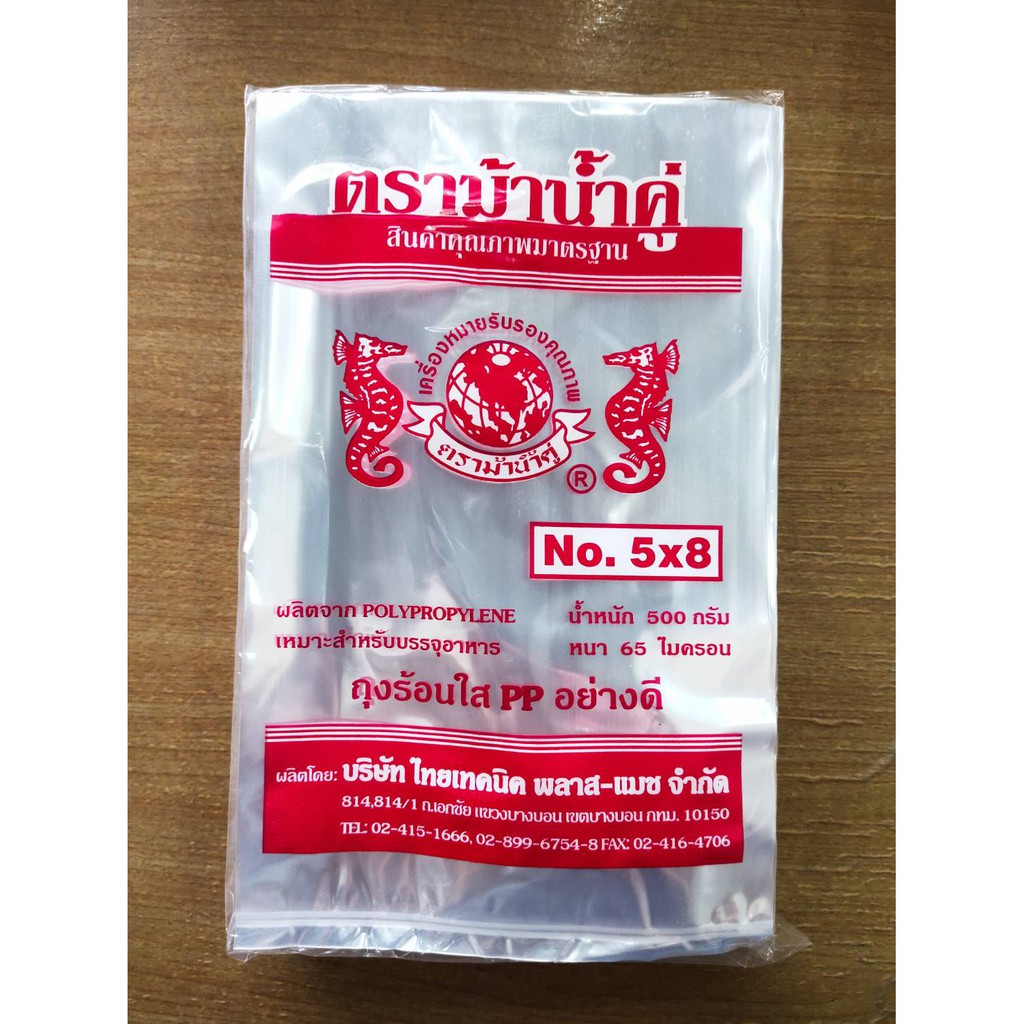 ตราม้าน้ำคู่
สินค้าคุณภาพมาตรฐาน
เครื่องหมายรับรองคุณภาพ
ตราม้าน้ำคู่
®
No. 5x8
ผลิตจาก POLYPROPYLENE น้ำหนัก 500 กรัม
เหมาะสำหรับบรรจุอาหาร หนา 65 ไมครอน
ถุงร้อนใส PP อย่างดี
ผลิตโดย: บริษัท ไทยเทคนิค พลาส-แมช จำกัด
814,814/1 ถ.เอกชัย แขวงบางบอน เขตบางบอน กทม. 10150
TEL: 02-415-1666, 02-899-6754-8 FAX: 02-416-4706